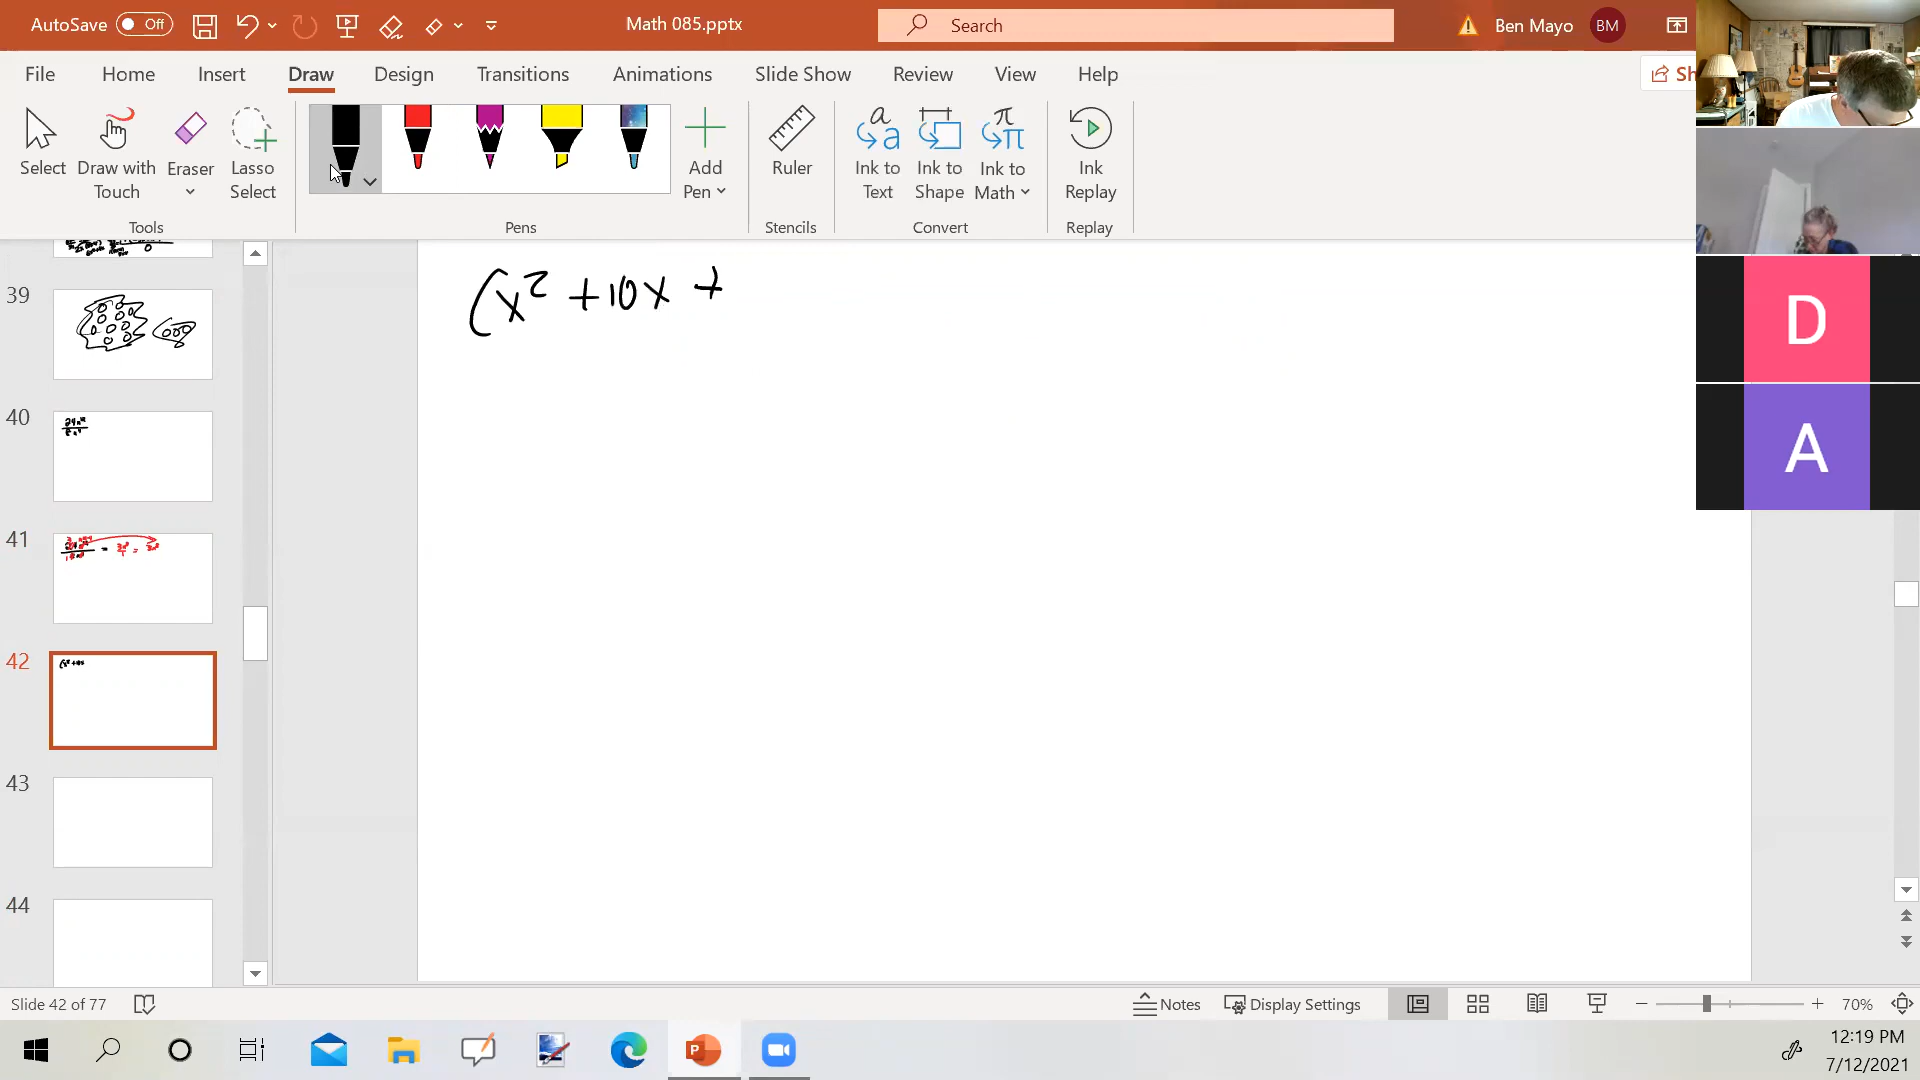 AutoSave Off Math 085.pptx Search Ben Mayo BM
File Home Insert Draw Design Transitions Animations Slide Show Review View Help Sh
Select Draw with Touch Eraser Lasso Select Add Pen Ruler Ink to Text Ink to Shape Ink to Math Ink Replay
Tools Pens Stencils Convert Replay
(x² + 10x +
39
40
41
42
43
44
D
A
Slide 42 of 77 Notes Display Settings 70%
12:19 PM
7/12/2021